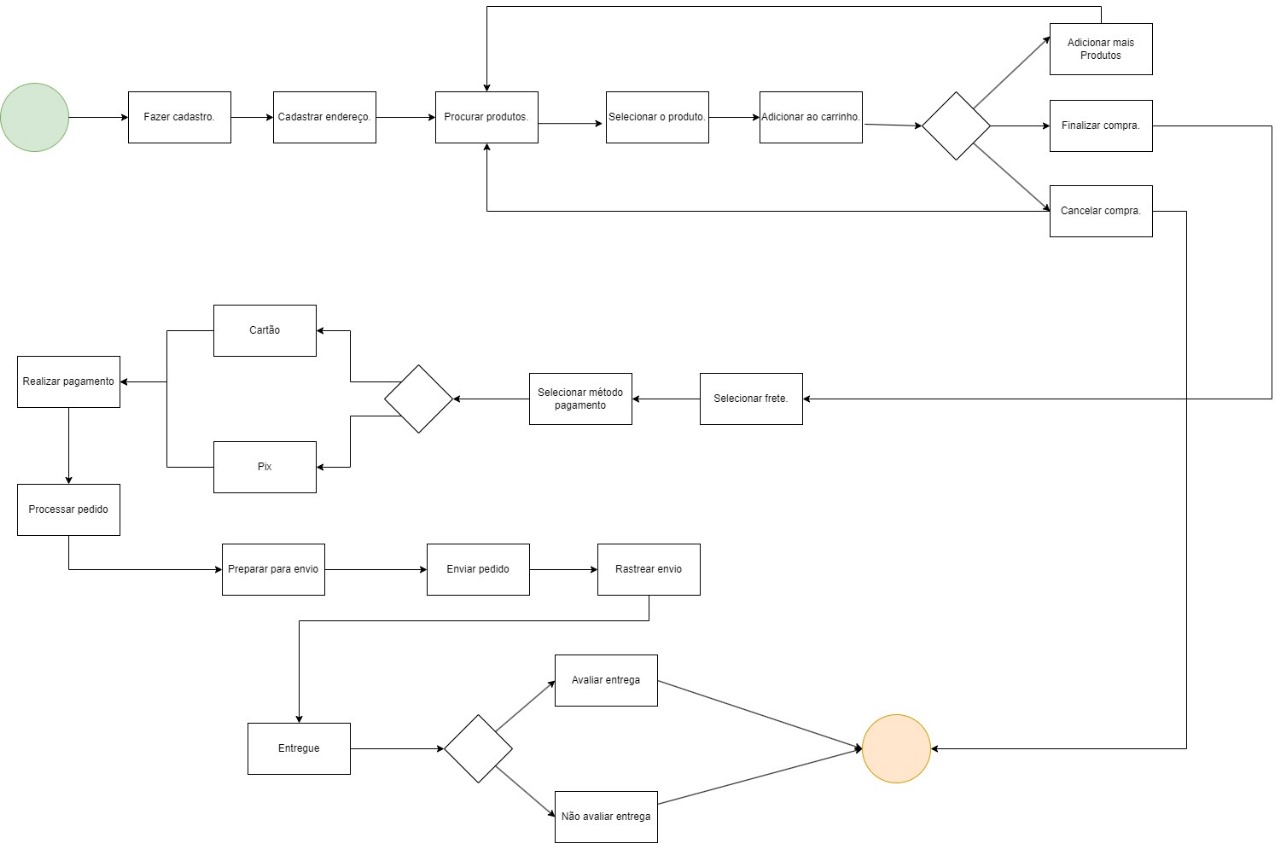 Adicionar mais
Produtos
Fazer cadastro.
Cadastrar endereço.
Procurar produtos.
Selecionar o produto.
Adicionar ao carrinho.
Finalizar compra.
Cancelar compra.
Cartão
Realizar pagamento
Selecionar método
pagamento
Selecionar frete.
Pix
Processar pedido
Preparar para envio
Enviar pedido
Rastrear envio
Avaliar entrega
Entregue
Não avaliar entrega